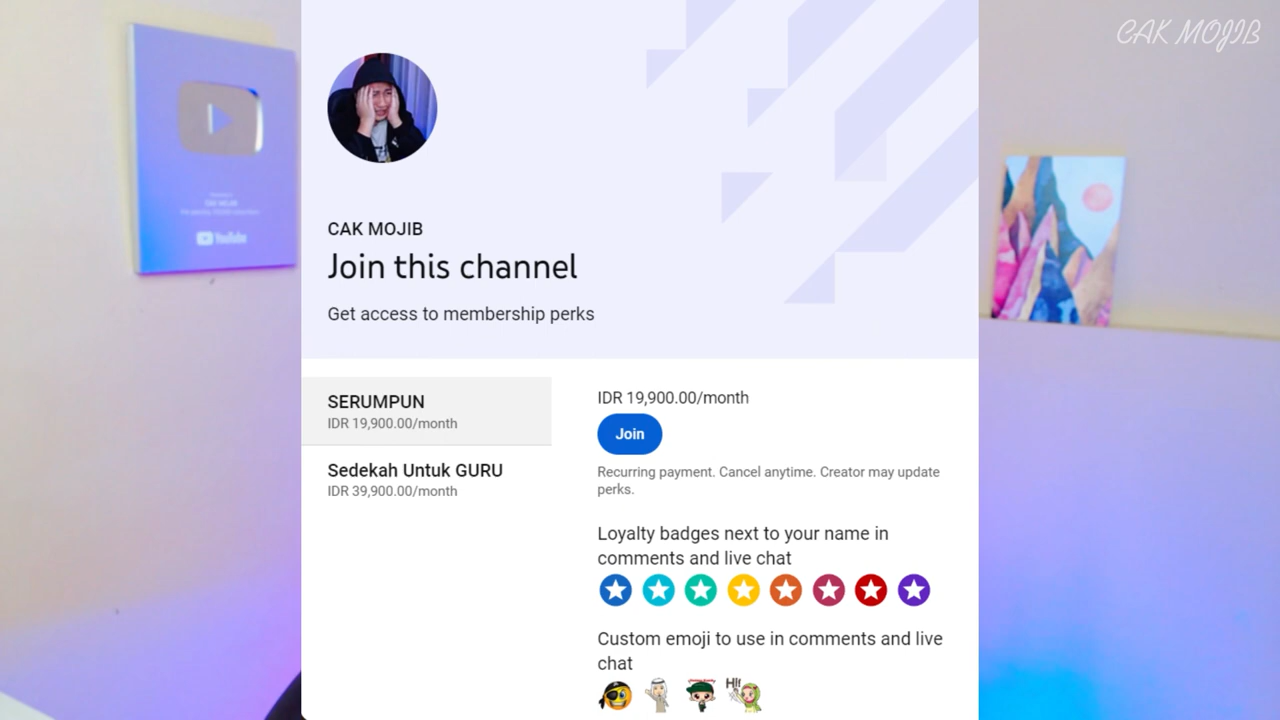 CAK MOJIB
YouTube
CAK MOJIB
Join this channel
Get access to membership perks
SERUMPUN
IDR 19,900.00/month
Sedekah Untuk GURU
IDR 39,900.00/month
IDR 19,900.00/month
Join
Recurring payment. Cancel anytime. Creator may update
perks.
Loyalty badges next to your name in
comments and live chat
Custom emoji to use in comments and live
chat
HI!